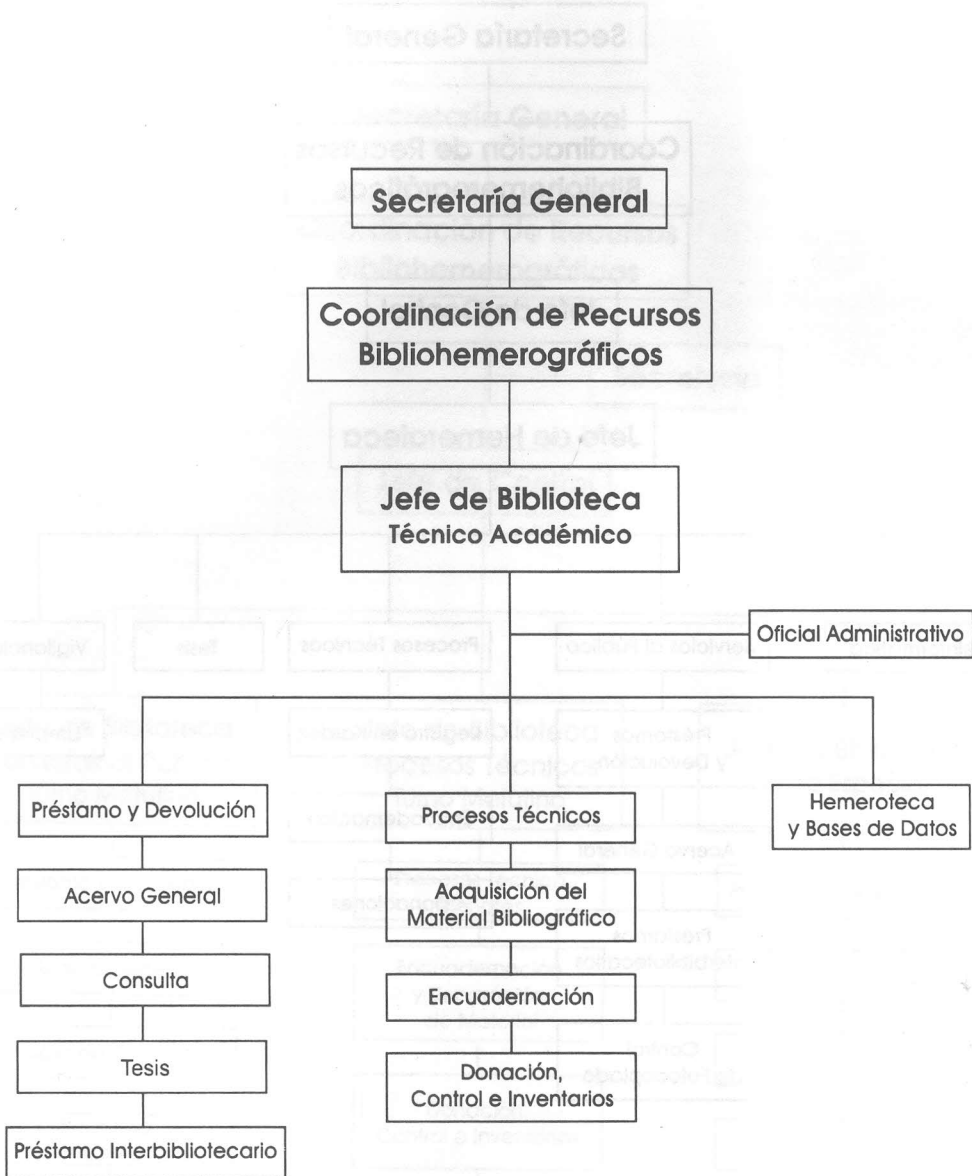 Secretaría General
Coordinación de Recursos
Bibliohemerográficos
Jefe de Biblioteca
Técnico Académico
Oficial Administrativo
Préstamo y Devolución
Acervo General
Consulta
Tesis
Préstamo Interbibliotecario
Procesos Técnicos
Adquisición del
Material Bibliográfico
Encuadernación
Donación,
Control e Inventarios
Hemeroteca
y Bases de Datos